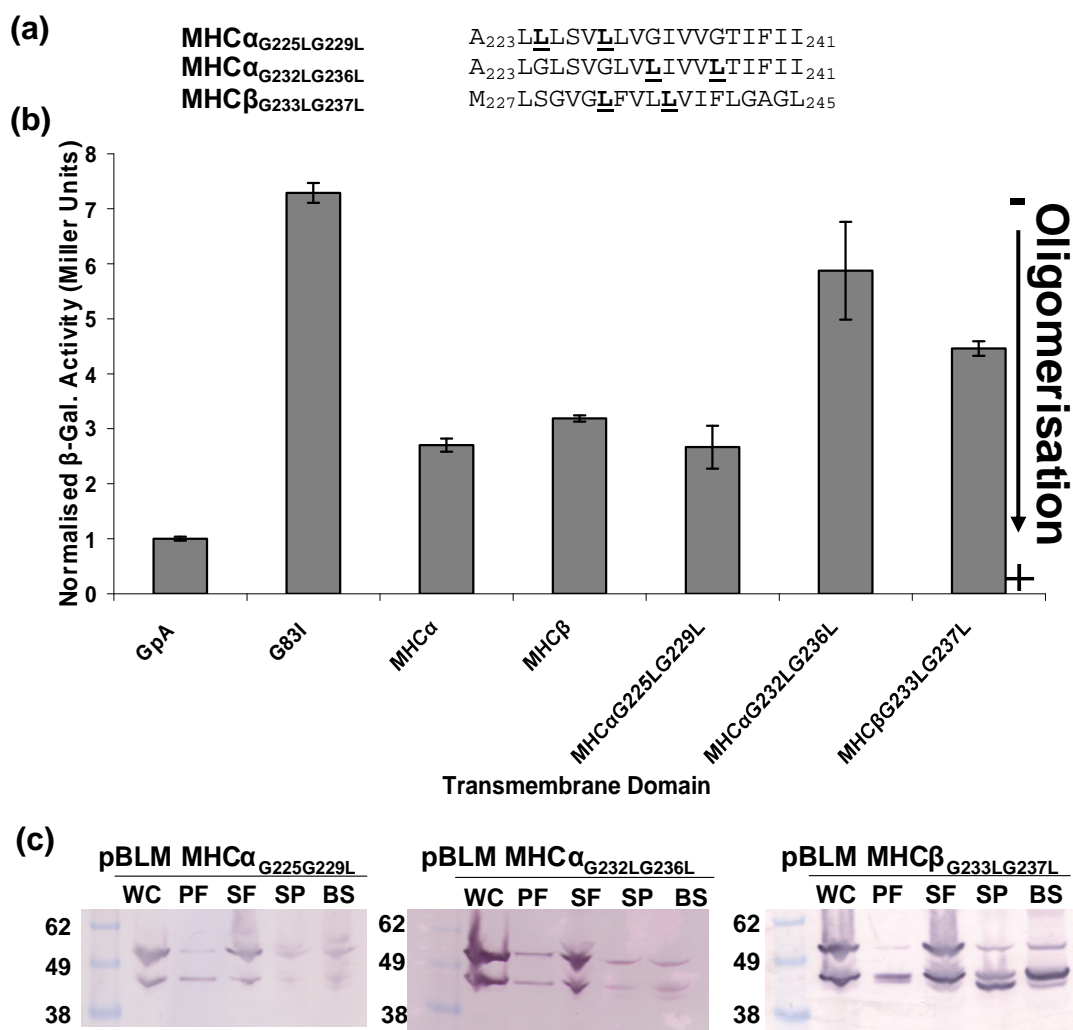 (a)
MHCαG225LG229L A223LLLSVLLVGIVVGTIFII241
MHCαG232LG236L A223LGLSVGLVLIVVLTIFII241
MHCβG233LG237L M227LSGVGLFVLLVIFLGAGL245
(b)
Normalised β-Gal. Activity (Miller Units)
8
7
6
5
4
3
2
1
0
- Oligomerisation +
GpA
G83I
MHCα
MHCβ
MHCαG225LG229L
MHCαG232LG236L
MHCβG233LG237L
Transmembrane Domain
(c)
pBLM MHCαG225G229L
WC PF SF SP BS
62
49
38
pBLM MHCαG232LG236L
WC PF SF SP BS
62
49
38
pBLM MHCβG233LG237L
WC PF SF SP BS
62
49
38